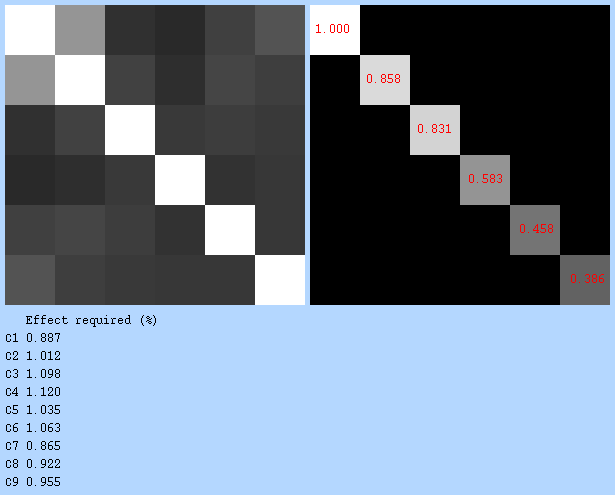 1.000
0.858
0.831
0.583
0.458
0.386
Effect required (%)
C1 0.887
C2 1.012
C3 1.098
C4 1.120
C5 1.035
C6 1.063
C7 0.865
C8 0.922
C9 0.955